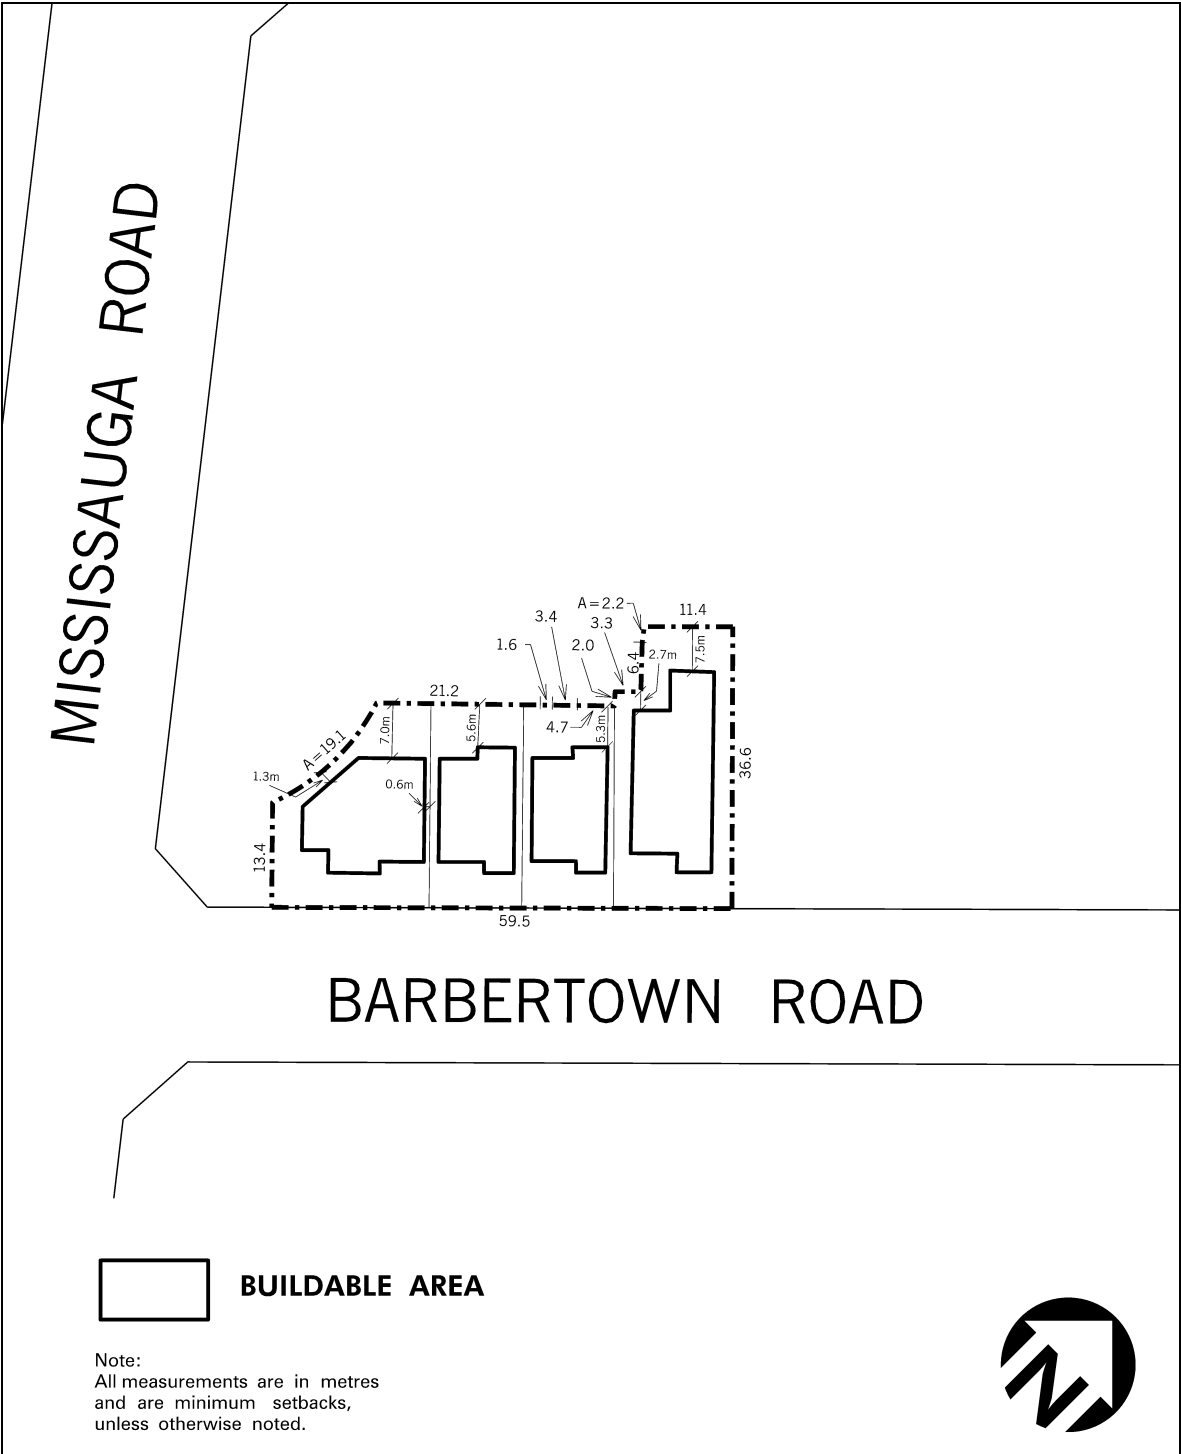 MISSISSAUGA ROAD
A=2.2
11.4
3.4
3.3
1.6
2.0
6.4
2.7m
7.5m
21.2
4.7
7.0m
5.6m
5.3m
A=19.1
1.3m
0.6m
36.6
13.4
59.5
BARBERTOWN ROAD
BUILDABLE AREA
Note:
All measurements are in metres
and are minimum setbacks,
unless otherwise noted.
N